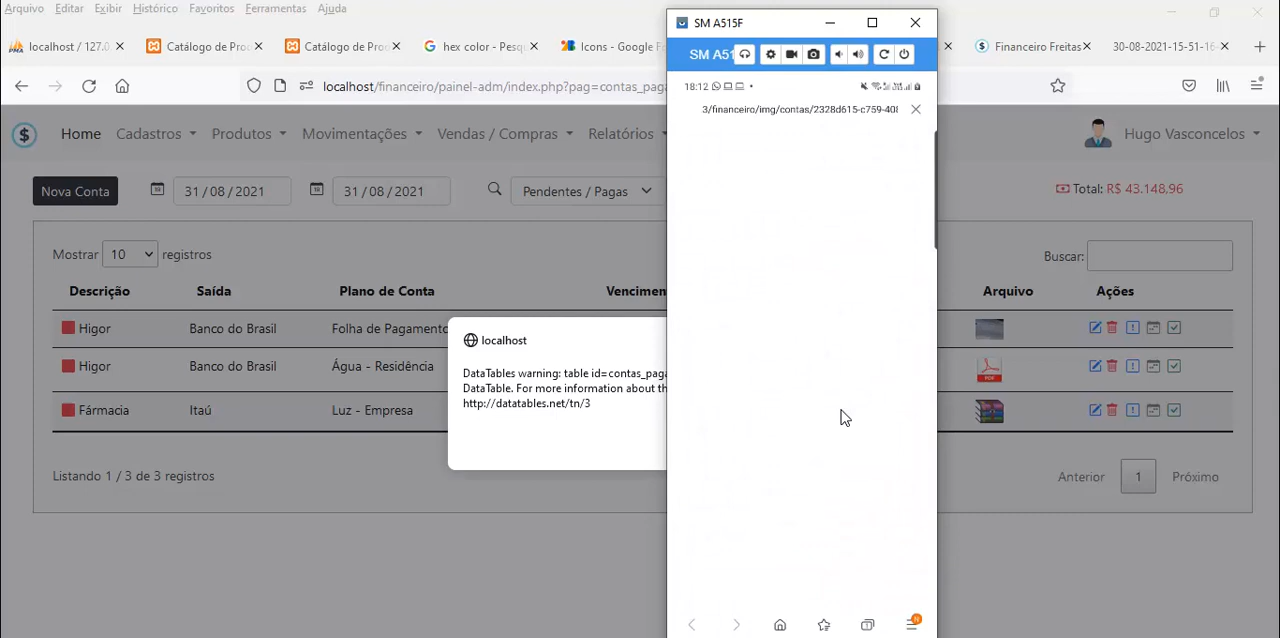 Arquivo Editar Exibir Histórico Favoritos Ferramentas Ajuda
SM A515F
localhost / 127.0 Catálogo de Pro Catálogo de Pro hex color - Pesq Icons - Google F Financeiro Freitas 30-08-2021-15-51-16-
SM A51
localhost/financeiro/painel-adm/index.php?pag=contas_paga
18:12
3/financeiro/img/contas/2328d615-c759-408
$ Home Cadastros Produtos Movimentações Vendas / Compras Relatórios Hugo Vasconcelos
Nova Conta 31/08/2021 31/08/2021 Pendentes / Pagas Total: R$ 43.148,96
Mostrar 10 registros Buscar:
Descrição Saída Plano de Conta Vencimen Arquivo Ações
Higor Banco do Brasil Folha de Pagamento
localhost
Higor Banco do Brasil Água - Residência PDF
DataTables warning: table id=contas_paga
DataTable. For more information about th
http://datatables.net/tn/3
Fármacia Itaú Luz - Empresa
Listando 1 / 3 de 3 registros Anterior 1 Próximo